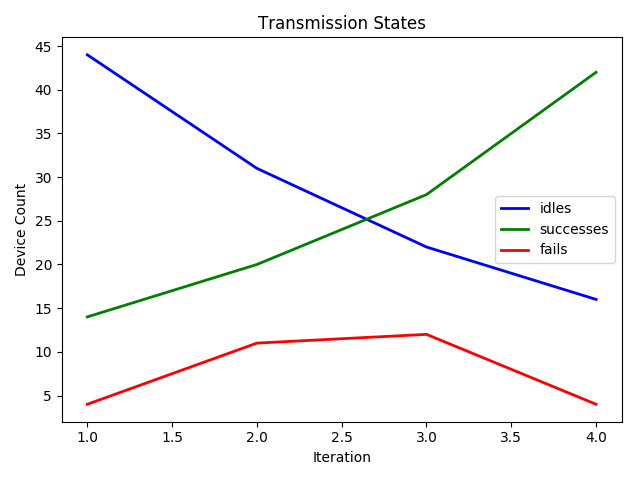 Transmission States
Device Count
45
40
35
30
25
20
15
10
5
idles
successes
fails
1.0 1.5 2.0 2.5 3.0 3.5 4.0
Iteration